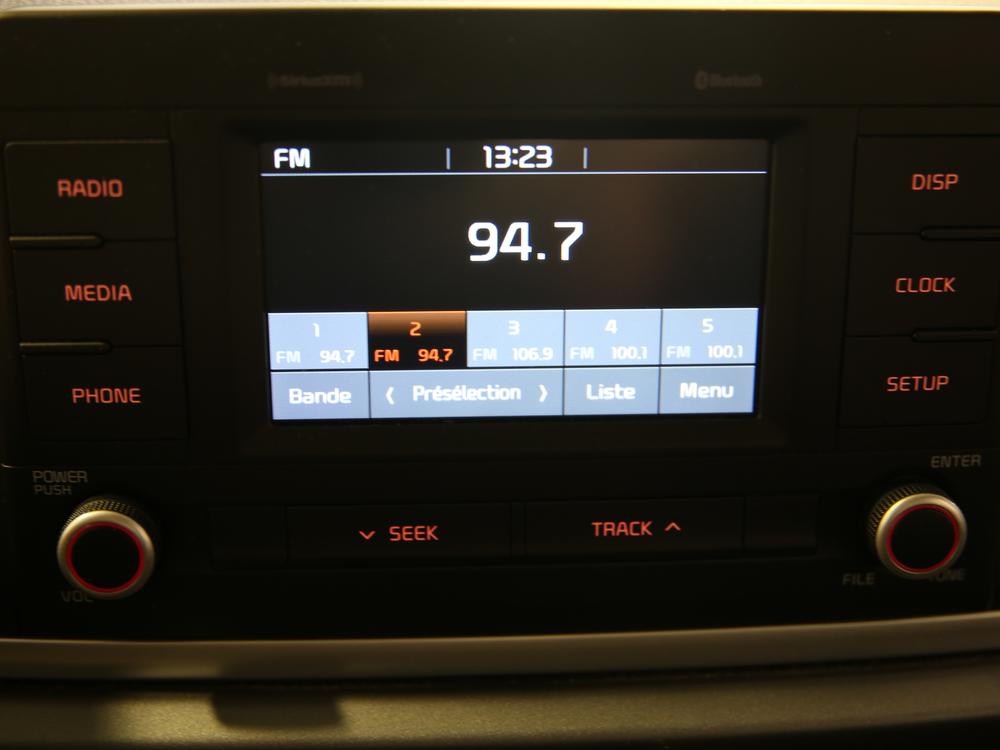 SiriusXM
Bluetooth
RADIO
MEDIA
PHONE
FM 13:23
94.7
1 2 3 4 5
FM 94.7 FM 94.7 FM 106.9 FM 100.1 FM 100.1
Bande ❬ Présélection ❭ Liste Menu
DISP
CLOCK
SETUP
POWER
PUSH
VOL
SEEK
TRACK
ENTER
FILE TUNE